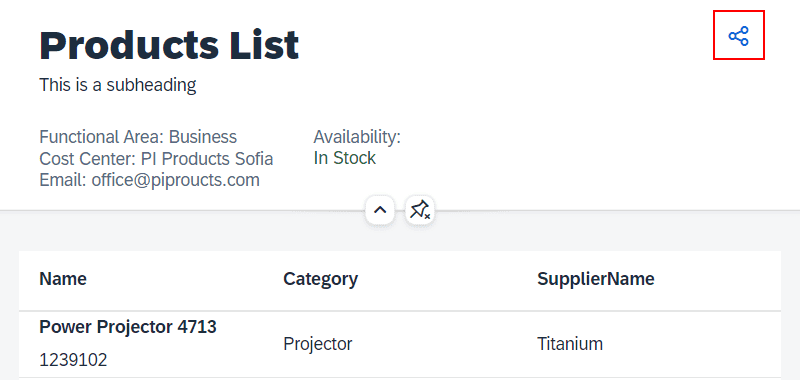 Products List
This is a subheading
Functional Area: Business
Cost Center: PI Products Sofia
Email: office@piproucts.com
Availability:
In Stock
Name Category SupplierName
Power Projector 4713
1239102
Projector
Titanium